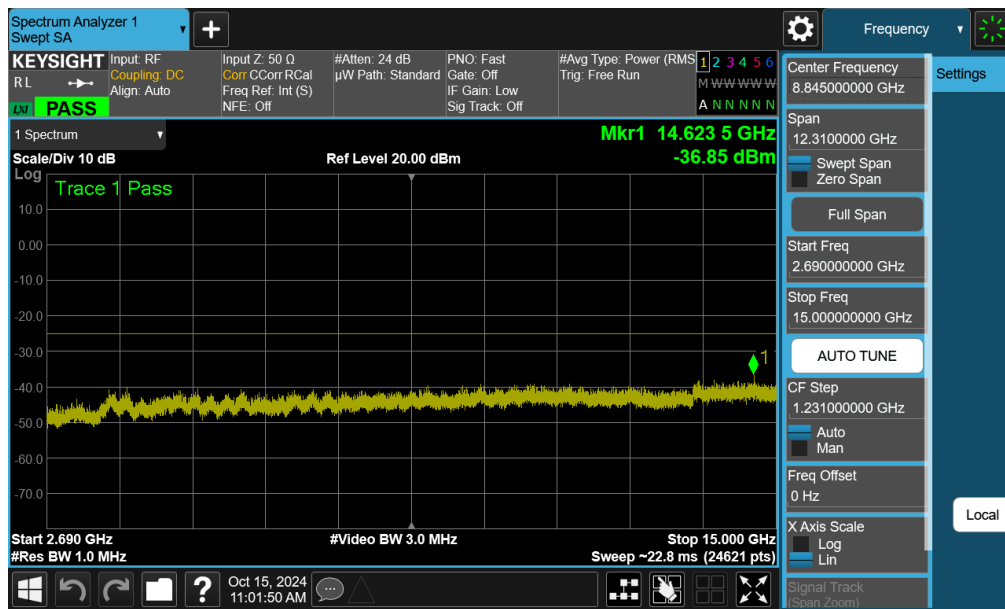 Spectrum Analyzer 1
Swept SA
+
Frequency
KEYSIGHT
RL
LXI PASS
Input: RF
Coupling: DC
Align: Auto
Input Z: 50 Ω
Corr CCorr RCal
Freq Ref: Int (S)
NFE: Off
#Atten: 24 dB
µW Path: Standard
PNO: Fast
Gate: Off
IF Gain: Low
Sig Track: Off
#Avg Type: Power (RMS
Trig: Free Run
1 2 3 4 5 6
M W W W W W
A N N N N N
1 Spectrum
Scale/Div 10 dB
Ref Level 20.00 dBm
Mkr1 14.623 5 GHz
-36.85 dBm
Log
Trace 1 Pass
10.0
0.00
-10.0
-20.0
-30.0
-40.0
-50.0
-60.0
-70.0
1
Start 2.690 GHz
#Res BW 1.0 MHz
#Video BW 3.0 MHz
Stop 15.000 GHz
Sweep ~22.8 ms (24621 pts)
Center Frequency
8.845000000 GHz
Span
12.3100000 GHz
Swept Span
Zero Span
Full Span
Start Freq
2.690000000 GHz
Stop Freq
15.000000000 GHz
AUTO TUNE
CF Step
1.231000000 GHz
Auto
Man
Freq Offset
0 Hz
X Axis Scale
Log
Lin
Signal Track
(Span Zoom)
Settings
Local
?
Oct 15, 2024
11:01:50 AM